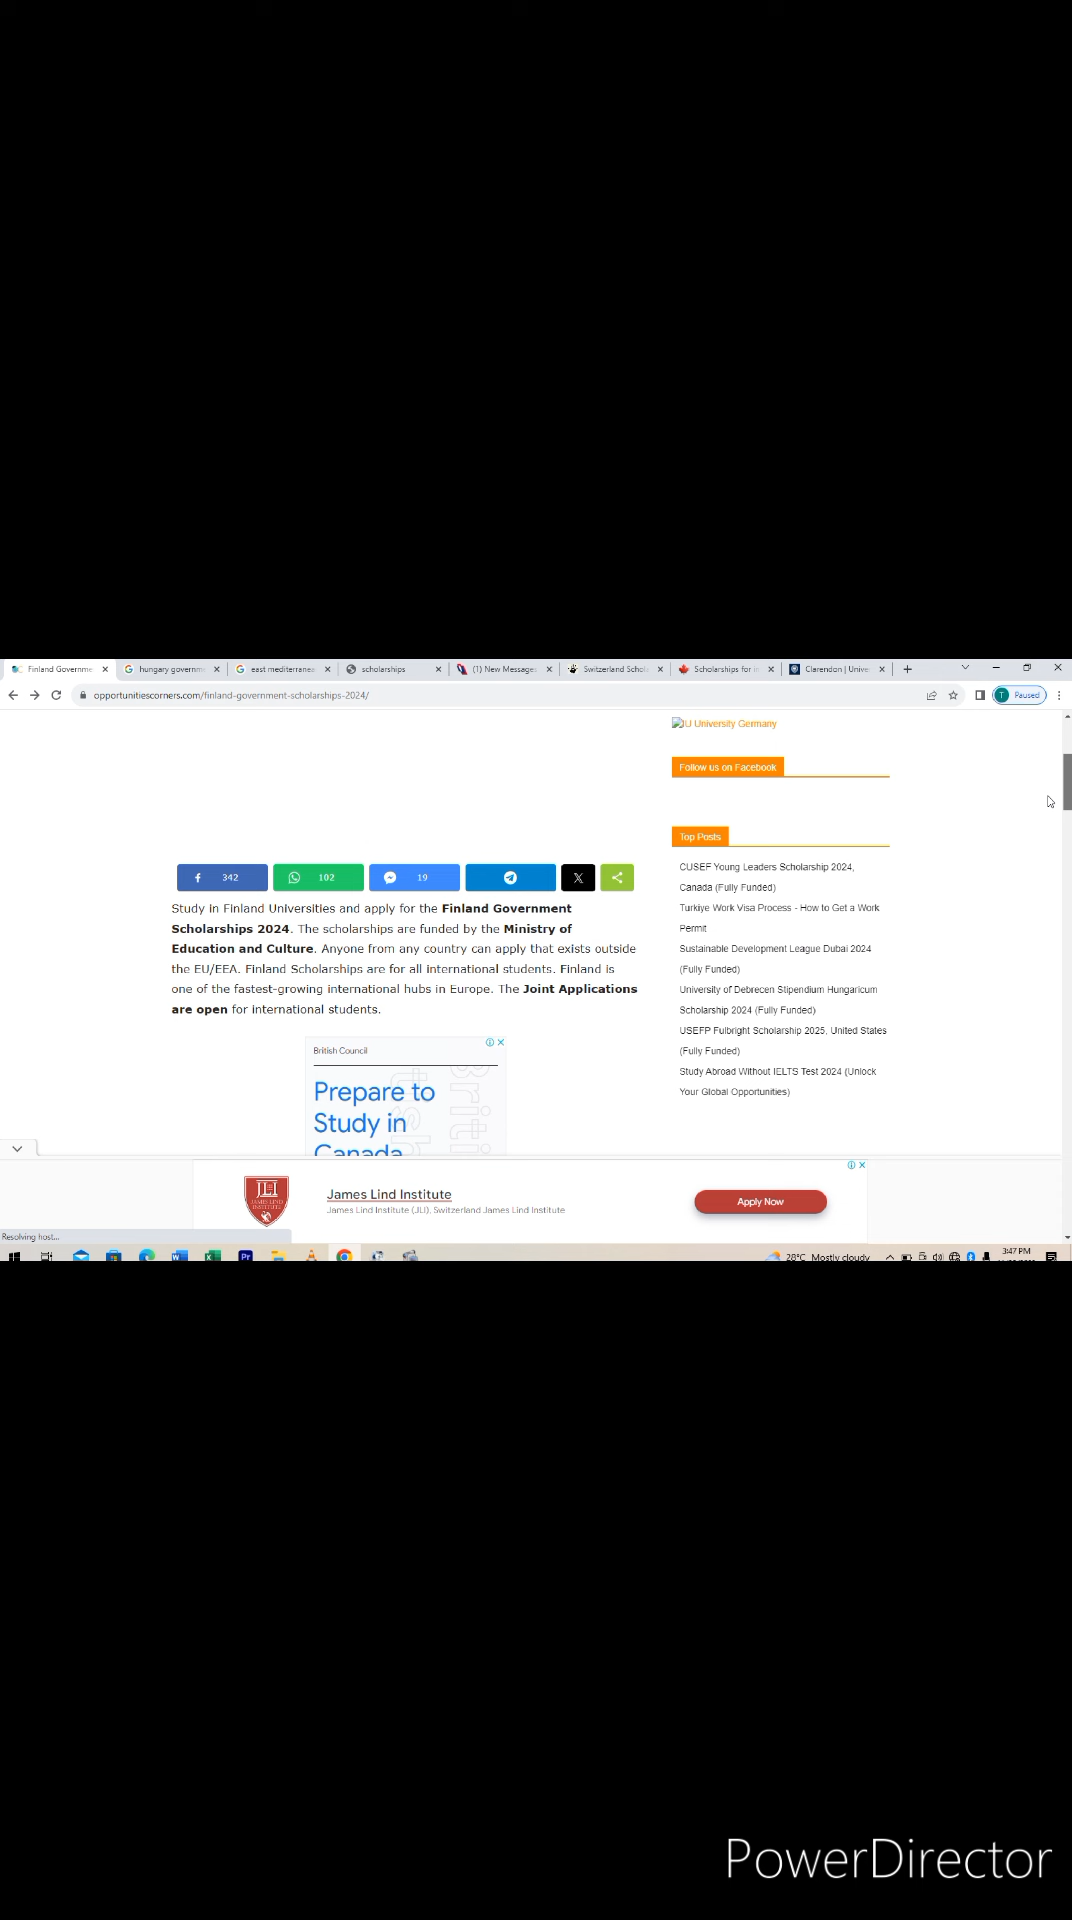 Finland Governme
hungary governm
east mediterranea
scholarships
(1) New Messages
Switzerland Schol
Scholarships for in
Clarendon | Unive
opportunitiescorners.com/finland-government-scholarships-2024/
T
Paused
IU University Germany
Follow us on Facebook
Top Posts
CUSEF Young Leaders Scholarship 2024,
Canada (Fully Funded)
Turkiye Work Visa Process - How to Get a Work
Permit
Sustainable Development League Dubai 2024
(Fully Funded)
University of Debrecen Stipendium Hungaricum
Scholarship 2024 (Fully Funded)
USEFP Fulbright Scholarship 2025, United States
(Fully Funded)
Study Abroad Without IELTS Test 2024 (Unlock
Your Global Opportunities)
342
102
19
Study in Finland Universities and apply for the Finland Government
Scholarships 2024. The scholarships are funded by the Ministry of
Education and Culture. Anyone from any country can apply that exists outside
the EU/EEA. Finland Scholarships are for all international students. Finland is
one of the fastest-growing international hubs in Europe. The Joint Applications
are open for international students.
British Council
Prepare to
Study in
Canada
JLI
JAMES LIND
INSTITUTE
James Lind Institute
James Lind Institute (JLI), Switzerland James Lind Institute
Apply Now
Resolving host...
Pr
28°C Mostly cloudy
3:47 PM
PowerDirector